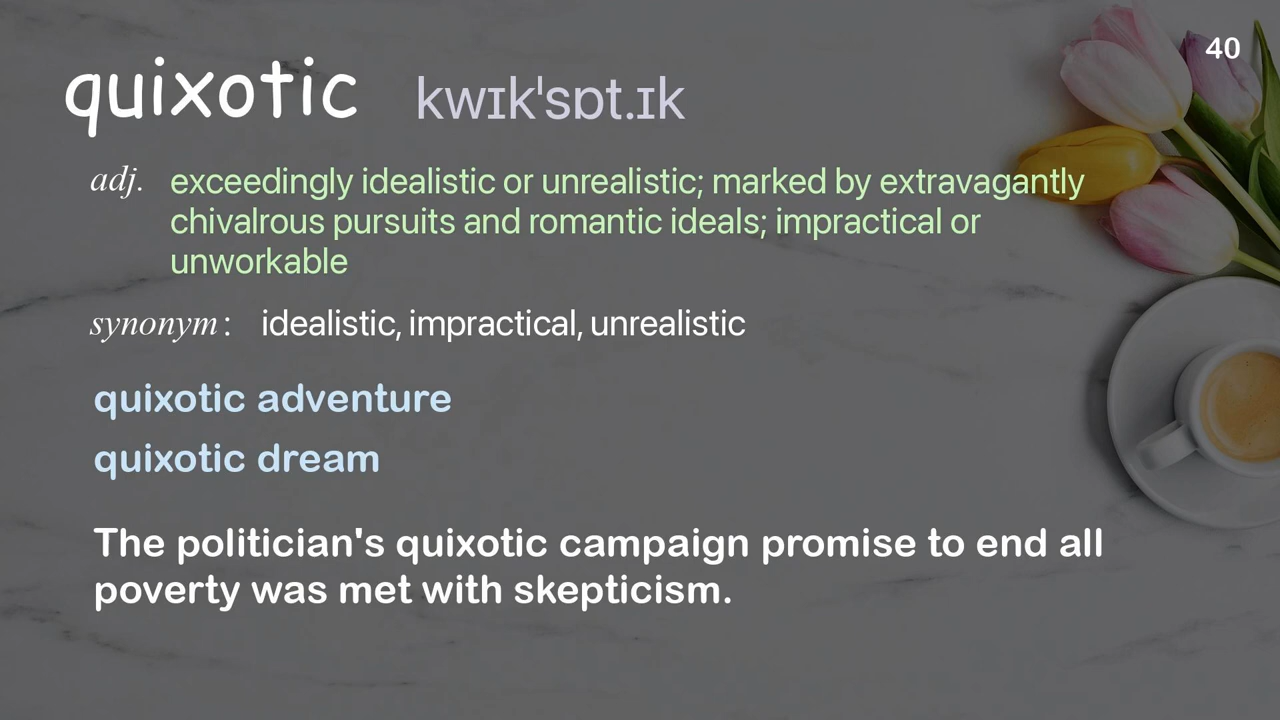 40
quixotic kwɪk'sɒt.ɪk
adj. exceedingly idealistic or unrealistic; marked by extravagantly
chivalrous pursuits and romantic ideals; impractical or
unworkable
synonym: idealistic, impractical, unrealistic
quixotic adventure
quixotic dream
The politician's quixotic campaign promise to end all
poverty was met with skepticism.